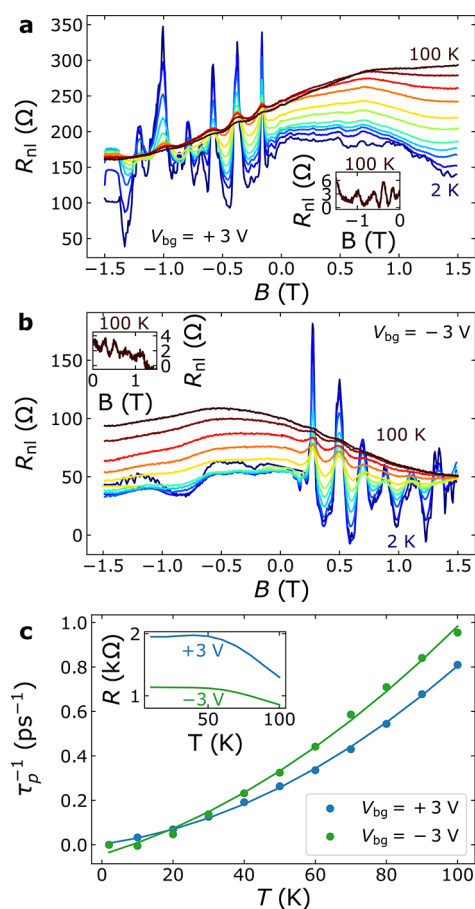 a
350
300
250
200
150
100
50
R_nl (Ω)
100 K
100 K
6
3
0
R_nl (Ω)
−1 0
B (T)
2 K
V_bg = +3 V
−1.5 −1.0 −0.5 0.0 0.5 1.0 1.5
B (T)
b
100 K
4
2
0
R_nl (Ω)
0 1
B (T)
V_bg = −3 V
150
100
50
0
R_nl (Ω)
100 K
2 K
−1.5 −1.0 −0.5 0.0 0.5 1.0 1.5
B (T)
c
1.0
0.8
0.6
0.4
0.2
0.0
τ_p^−1 (ps^−1)
2
1
R (kΩ)
+3 V
−3 V
50 100
T (K)
V_bg = +3 V
V_bg = −3 V
0 20 40 60 80 100
T (K)